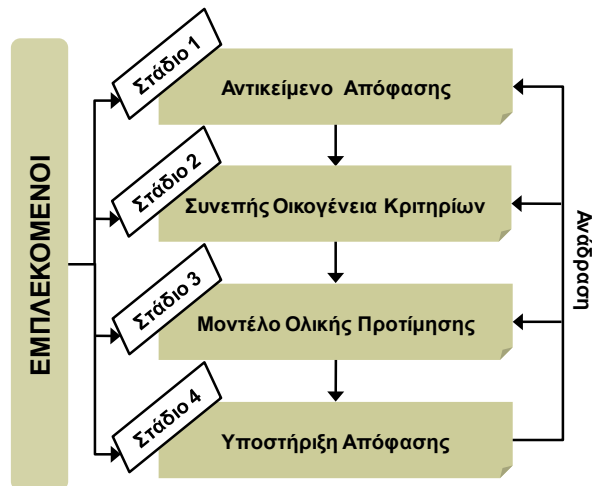 ΕΜΠΛΕΚΟΜΕΝΟΙ
Στάδιο 1
Αντικείμενο Απόφασης
Στάδιο 2
Συνεπής Οικογένεια Κριτηρίων
Στάδιο 3
Μοντέλο Ολικής Προτίμησης
Στάδιο 4
Υποστήριξη Απόφασης
Ανάδραση